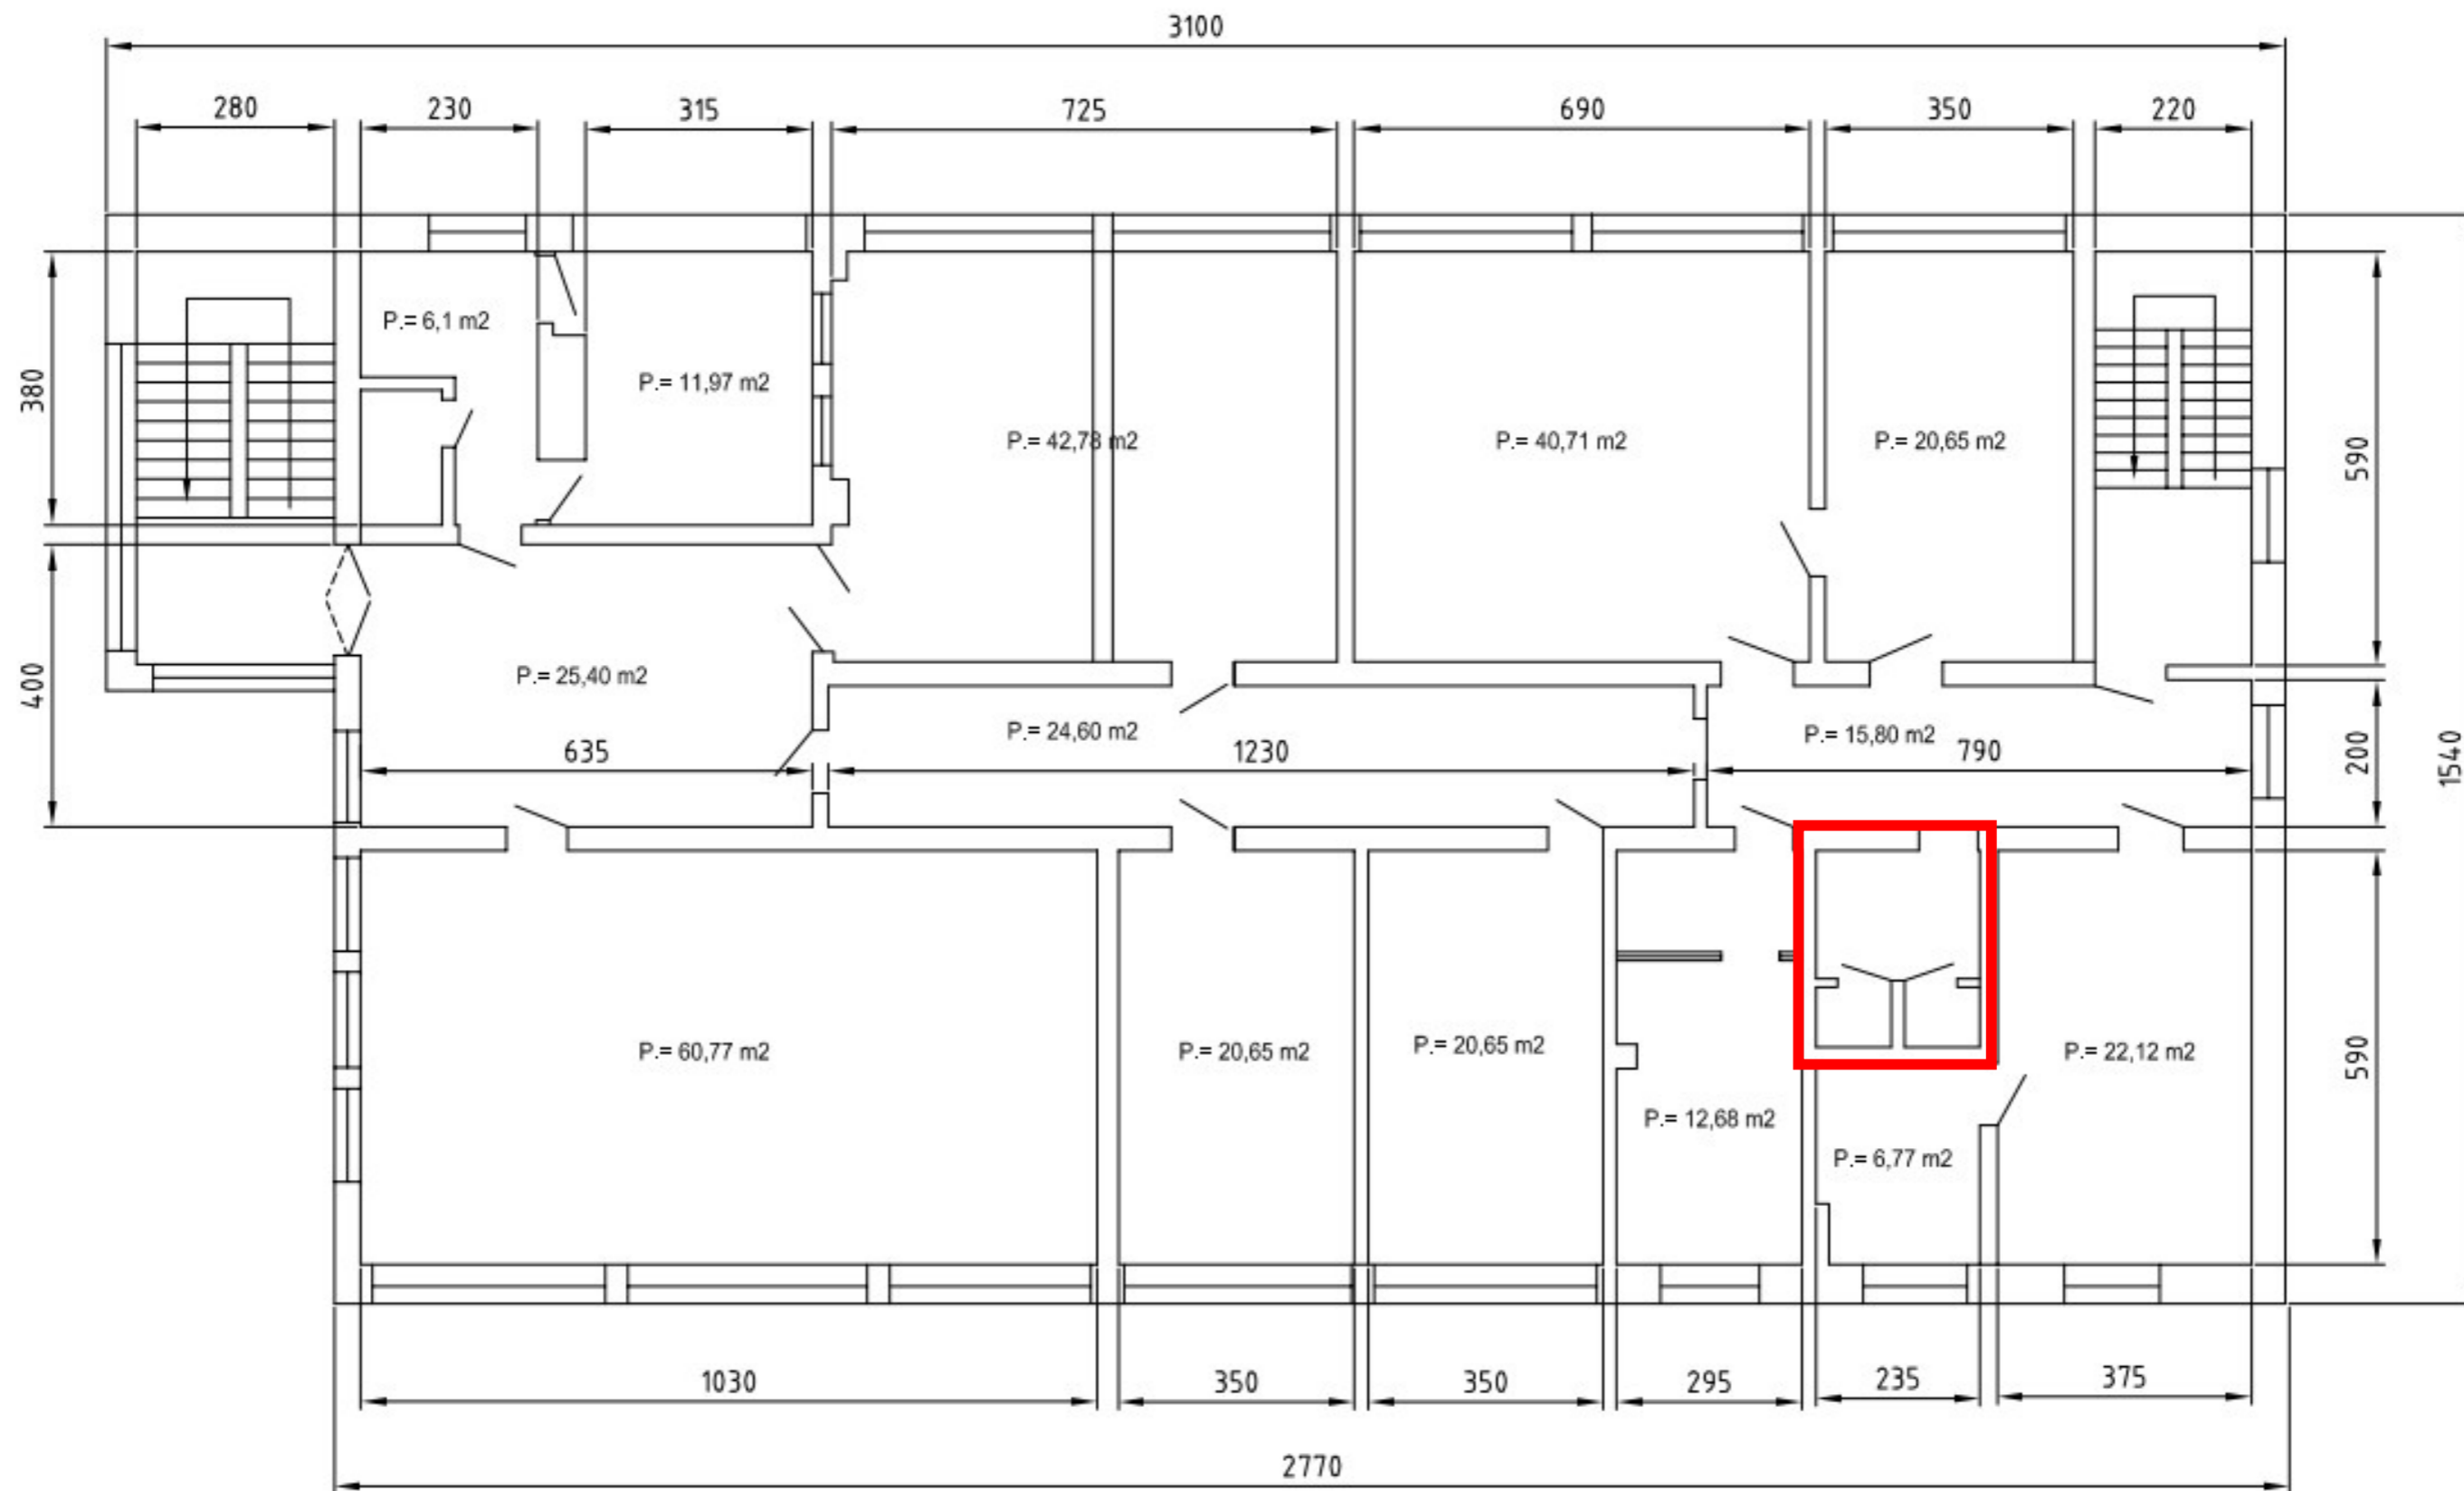 3100
280 230 315 725 690 350 220
P.= 6,1 m2
P.= 11,97 m2
380
P.= 42,78 m2
P.= 40,71 m2
P.= 20,65 m2
590
P.= 25,40 m2
400
P.= 24,60 m2
P.= 15,80 m2
635 1230 790
200
1540
P.= 60,77 m2
P.= 20,65 m2
P.= 20,65 m2
P.= 22,12 m2
590
P.= 12,68 m2
P.= 6,77 m2
1030 350 350 295 235 375
2770